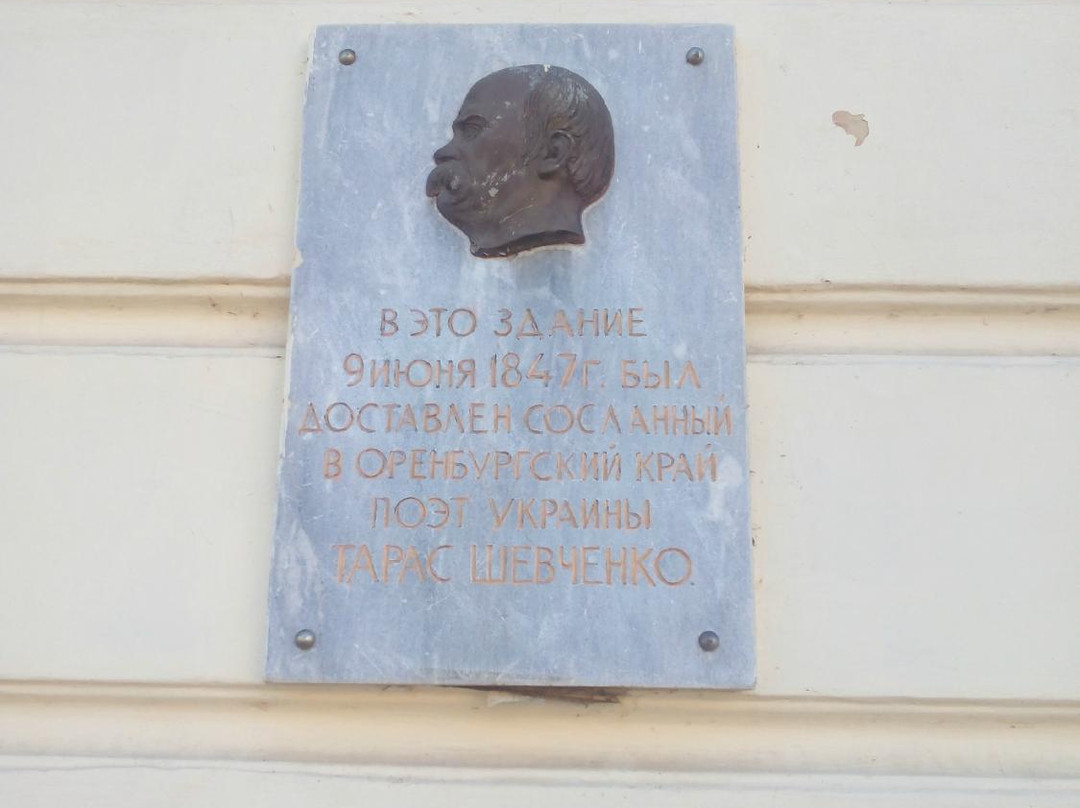 В ЭТО ЗДАНИЕ
9 ИЮНЯ 1847 Г. БЫЛ
ДОСТАВЛЕН СОСЛАННЫЙ
В ОРЕНБУРГСКИЙ КРАЙ
ПОЭТ УКРАИНЫ
ТАРАС ШЕВЧЕНКО.